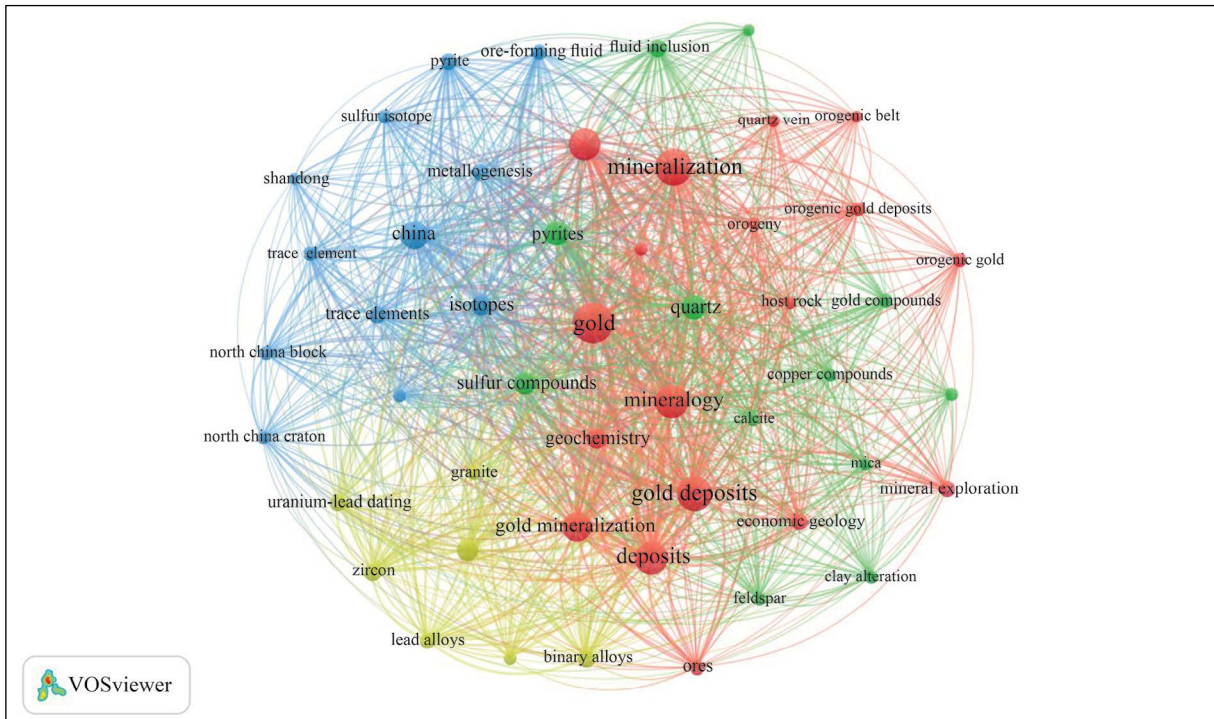 fluid inclusion
ore-forming fluid
pyrite
sulfur isotope
quartz vein
orogenic belt
mineralization
metallogenesis
shandong
orogenic gold deposits
orogeny
china
pyrites
trace element
orogenic gold
isotopes
quartz
host rock
gold compounds
trace elements
gold
north china block
copper compounds
sulfur compounds
mineralogy
calcite
north china craton
geochemistry
granite
mica
mineral exploration
uranium-lead dating
gold deposits
gold mineralization
economic geology
deposits
zircon
clay alteration
feldspar
lead alloys
binary alloys
ores
VOSviewer